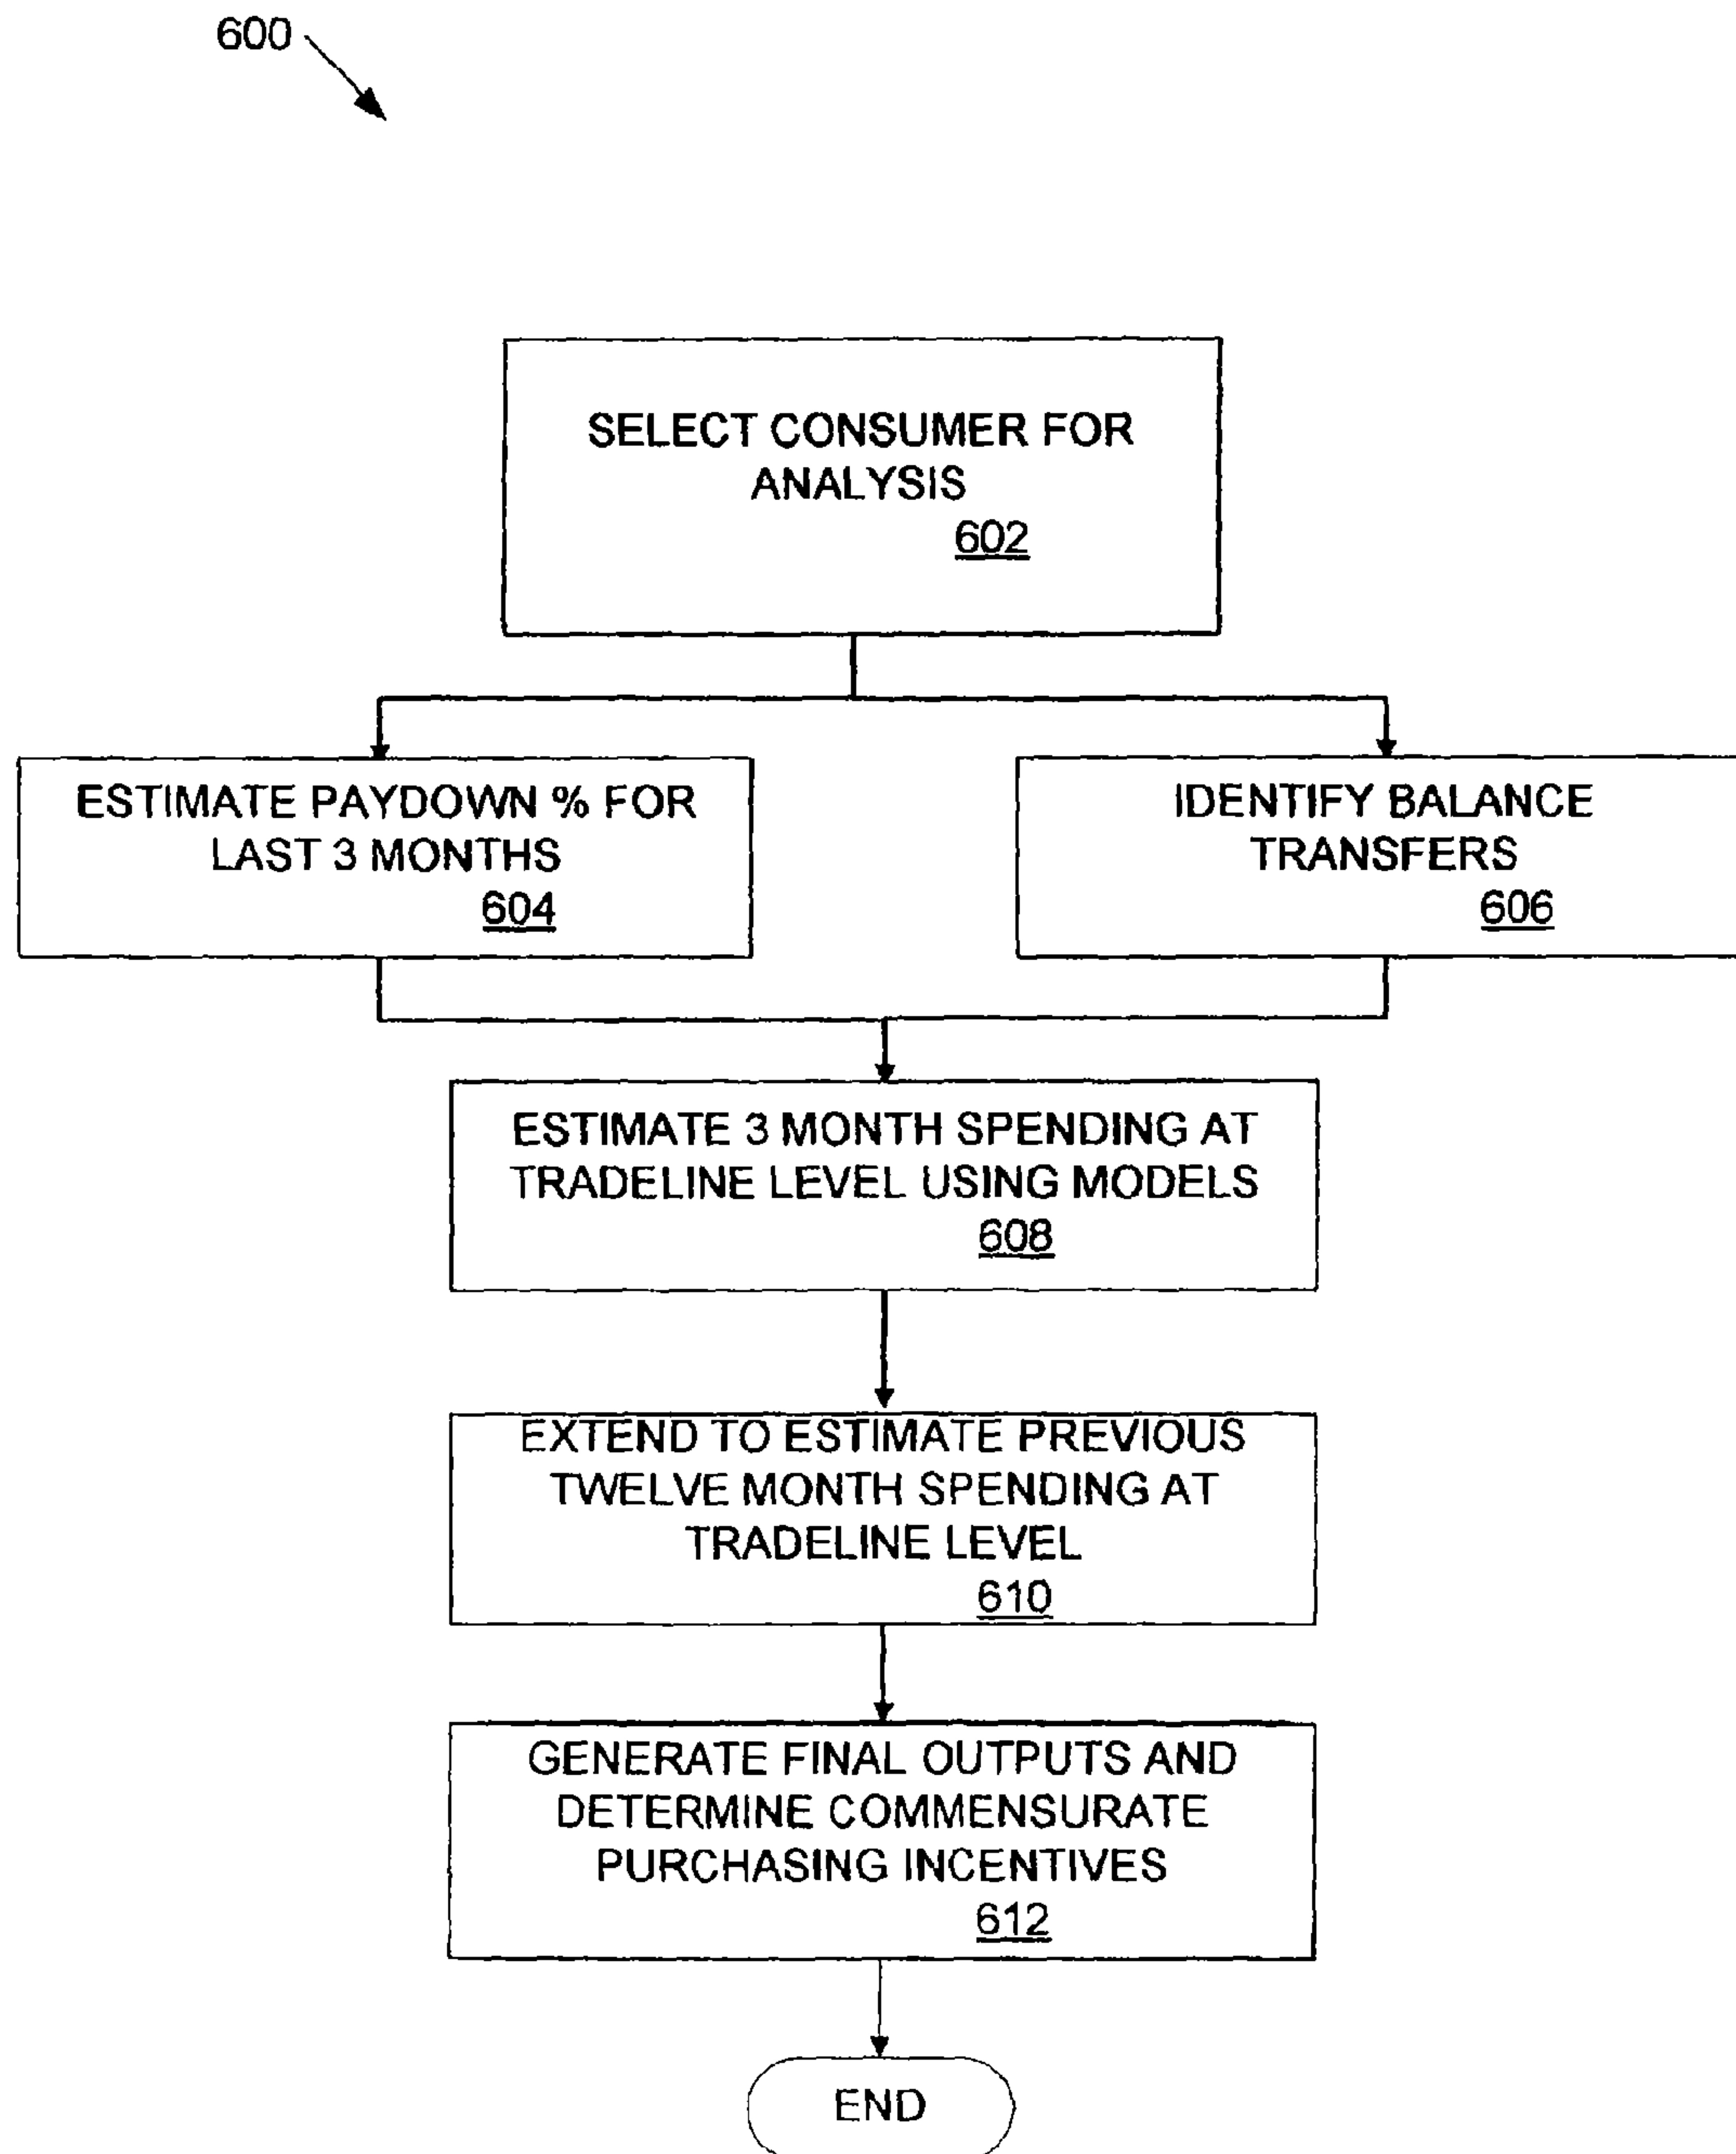 600
SELECT CONSUMER FOR
ANALYSIS
602
ESTIMATE PAYDOWN % FOR
LAST 3 MONTHS
604
IDENTIFY BALANCE
TRANSFERS
606
ESTIMATE 3 MONTH SPENDING AT
TRADELINE LEVEL USING MODELS
608
EXTEND TO ESTIMATE PREVIOUS
TWELVE MONTH SPENDING AT
TRADELINE LEVEL
610
GENERATE FINAL OUTPUTS AND
DETERMINE COMMENSURATE
PURCHASING INCENTIVES
612
END